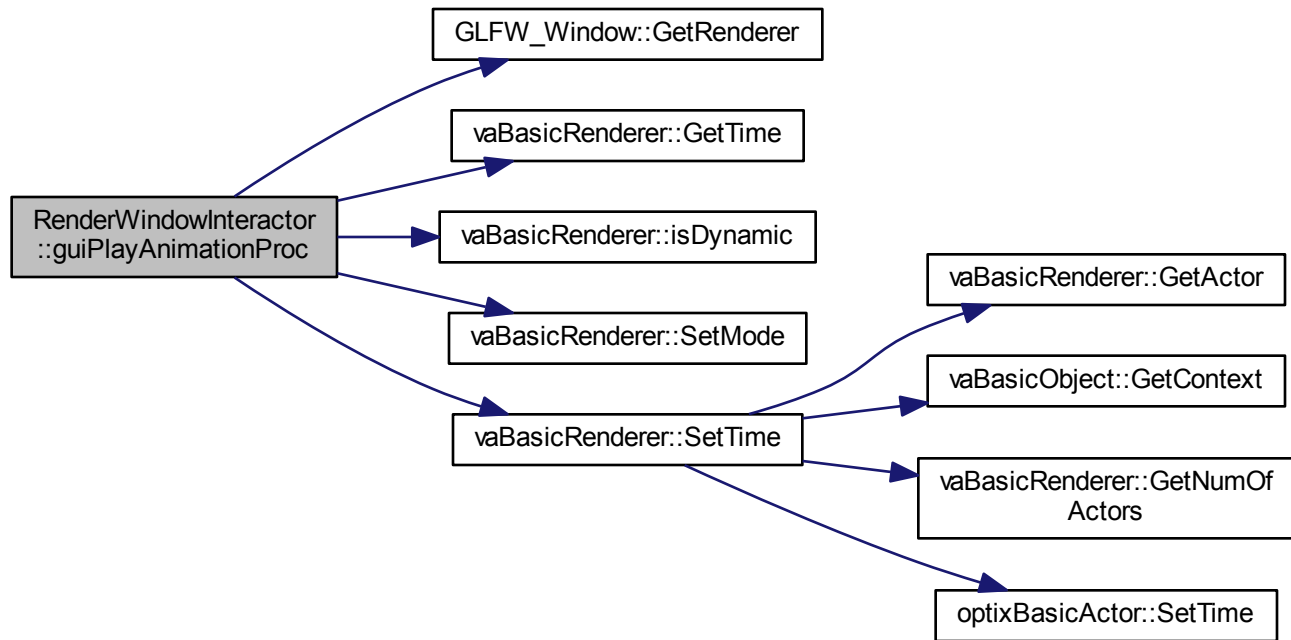 GLFW_Window::GetRenderer
vaBasicRenderer::GetTime
RenderWindowInteractor
::guiPlayAnimationProc
vaBasicRenderer::isDynamic
vaBasicRenderer::SetMode
vaBasicRenderer::SetTime
vaBasicRenderer::GetActor
vaBasicObject::GetContext
vaBasicRenderer::GetNumOf
Actors
optixBasicActor::SetTime